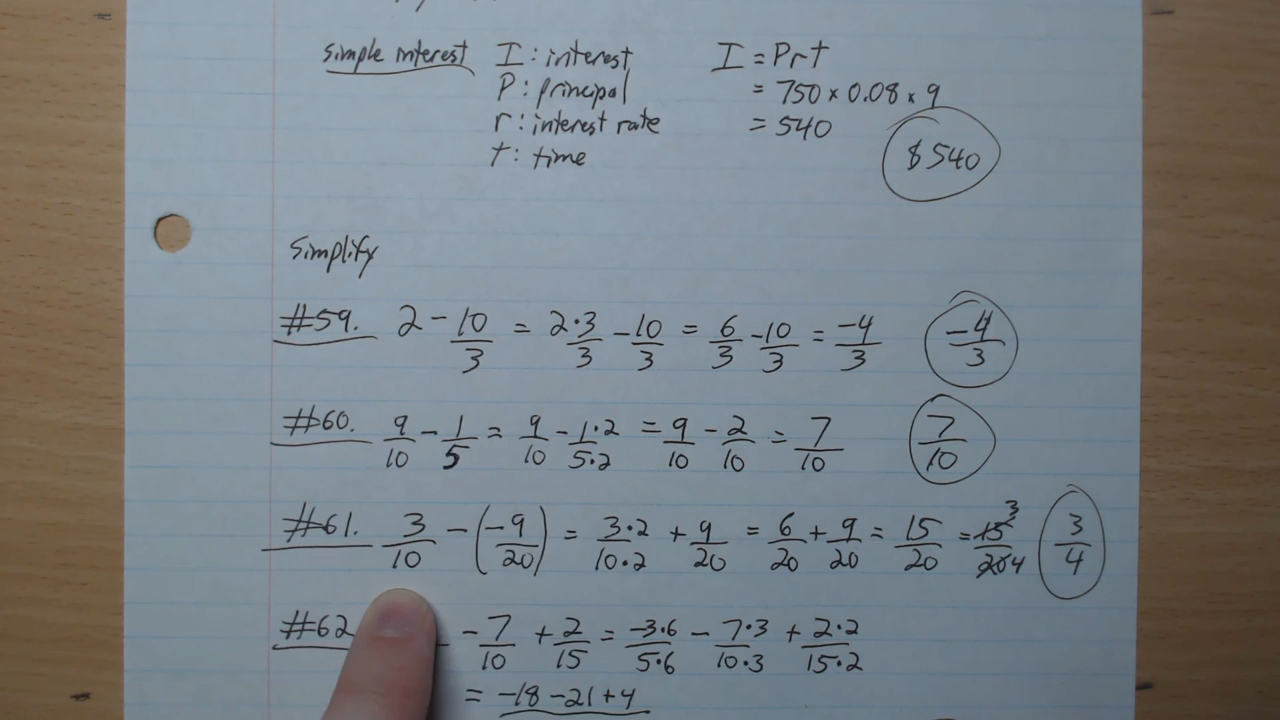 simple interest I : interest I = Prt
P : principal = 750 × 0.08 × 9
r : interest rate = 540
t : time $540
Simplify
#59. 2 - 10/3 = 2·3/3 - 10/3 = 6/3 - 10/3 = -4/3 -4/3
#60. 9/10 - 1/5 = 9/10 - 1·2/5·2 = 9/10 - 2/10 = 7/10 7/10
#61. 3/10 - (-9/20) = 3·2/10·2 + 9/20 = 6/20 + 9/20 = 15/20 = 15 3/20 4 3/4
#62 - 7/10 + 2/15 = -3·6/5·6 - 7·3/10·3 + 2·2/15·2
= -18 - 21 + 4